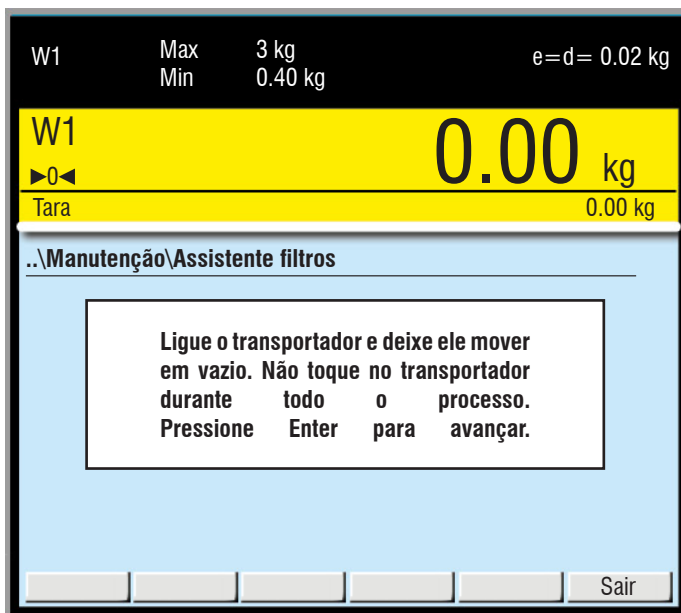 W1 Max 3 kg e=d= 0.02 kg
Min 0.40 kg
W1 0.00 kg
►0◄
Tara 0.00 kg
..\Manutenção\Assistente filtros
Ligue o transportador e deixe ele mover
em vazio. Não toque no transportador
durante todo o processo.
Pressione Enter para avançar.
Sair